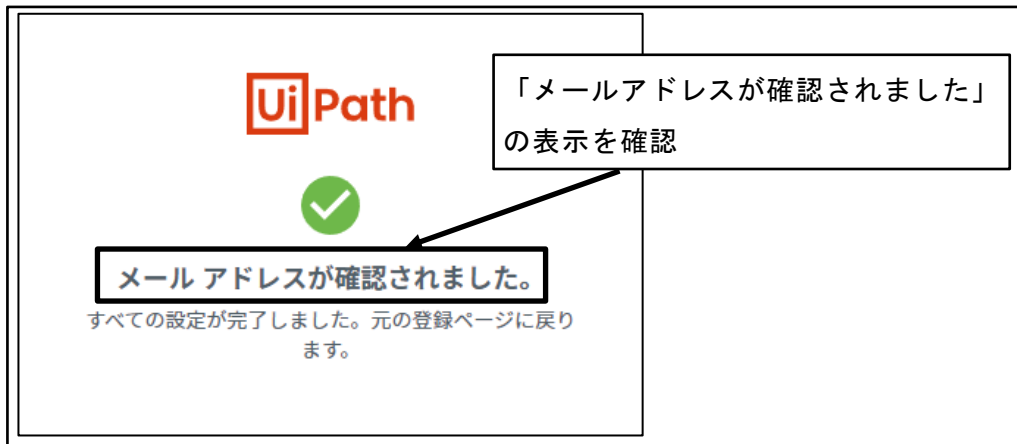 UiPath
「メールアドレスが確認されました」
の表示を確認
メール アドレスが確認されました。
すべての設定が完了しました。元の登録ページに戻り
ます。